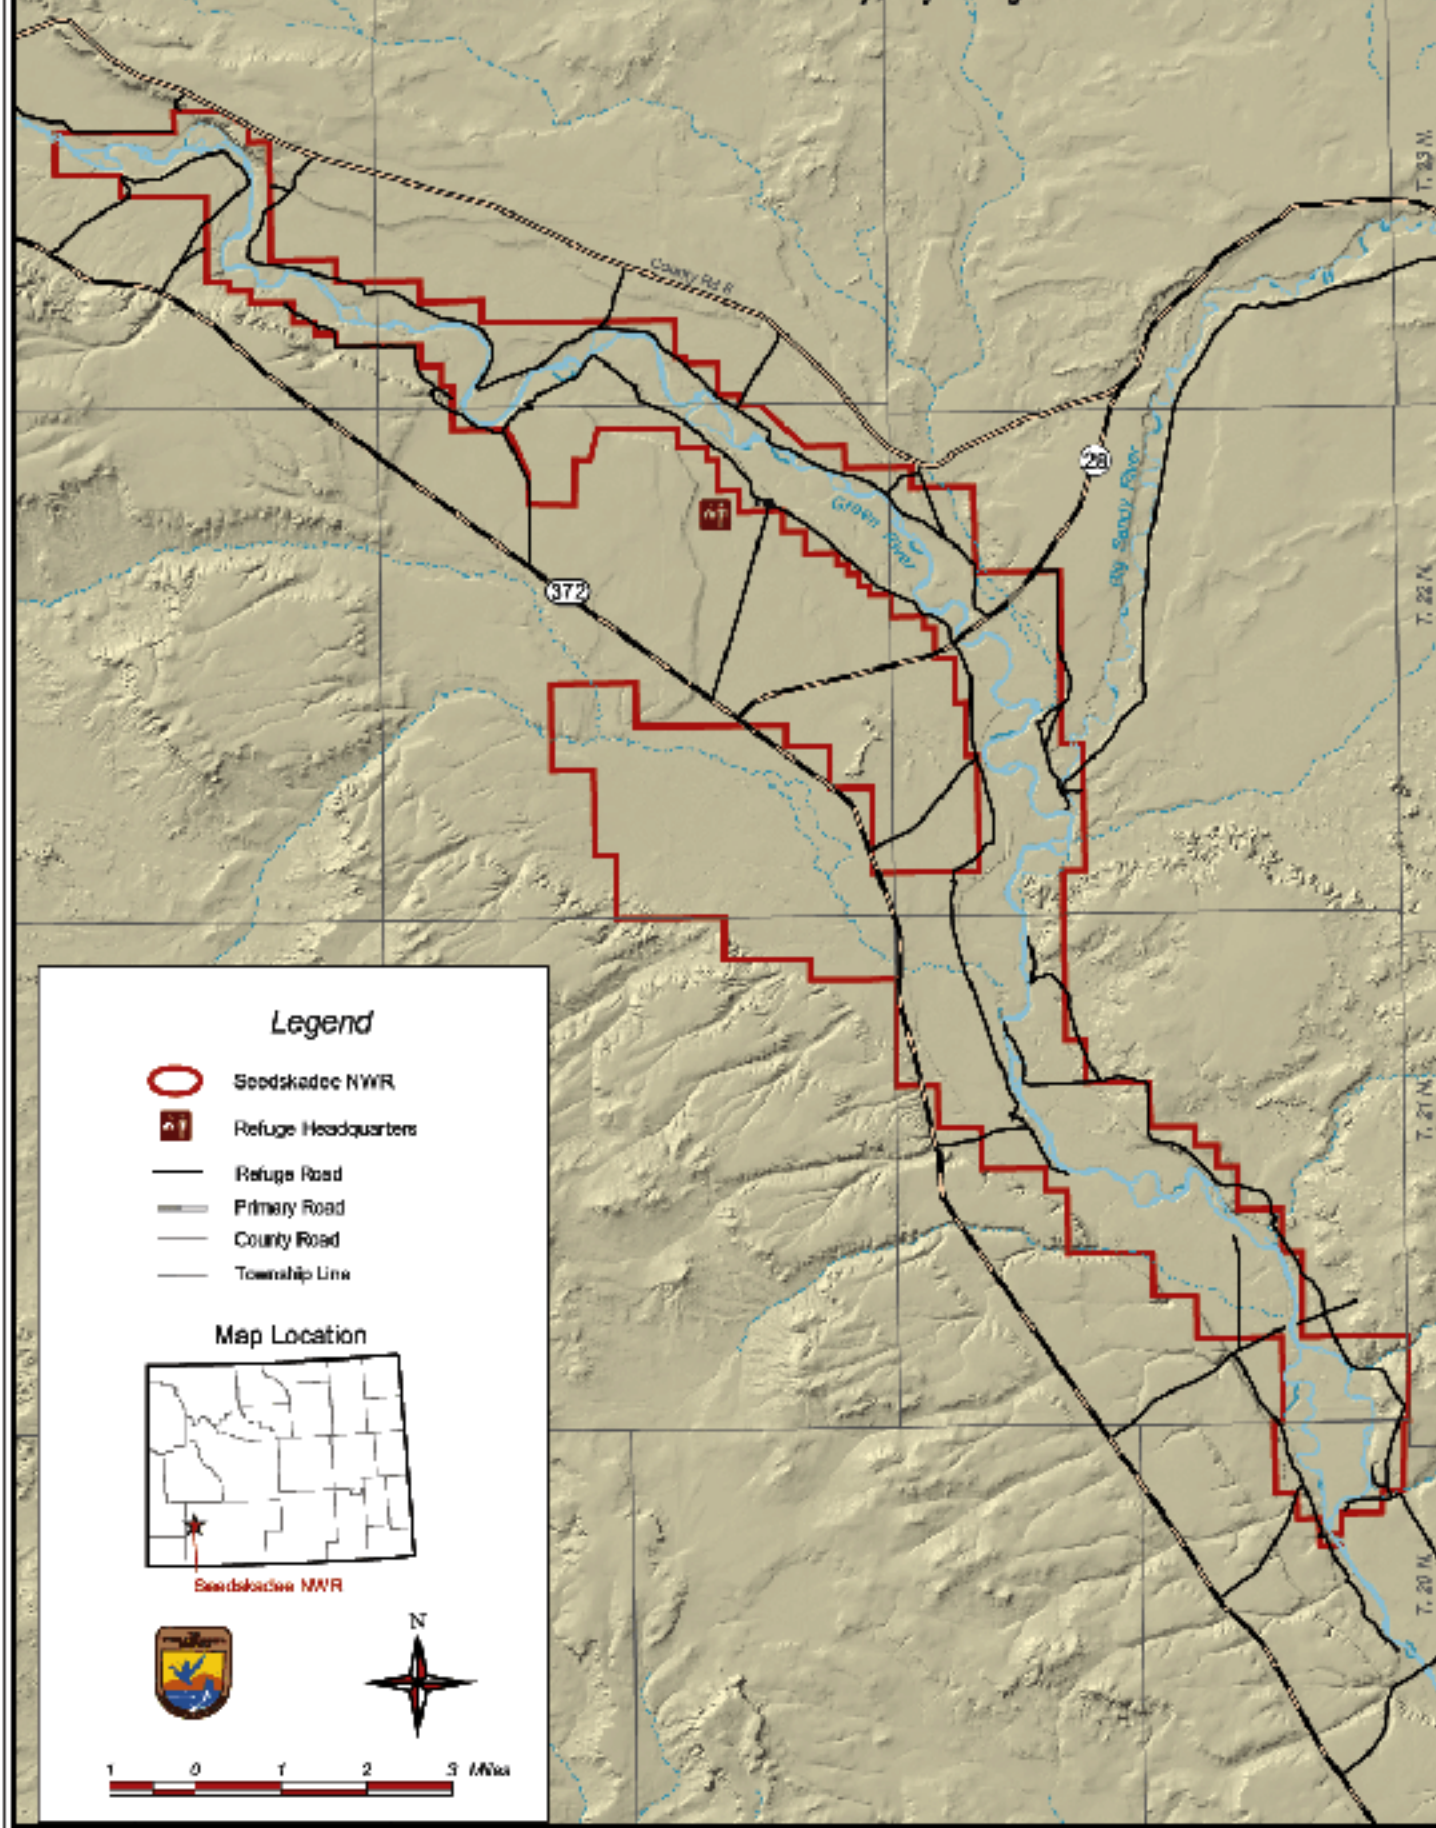 T. 23 N.
County Rd 8
28
Big Sandy River
Green River
372
T. 22 N.
Legend
Seedskadee NWR
Refuge Headquarters
Refuge Road
Primary Road
County Road
Township Line
Map Location
Seedskadee NWR
N
1 0 1 2 3 Miles
T. 21 N.
T. 20 N.